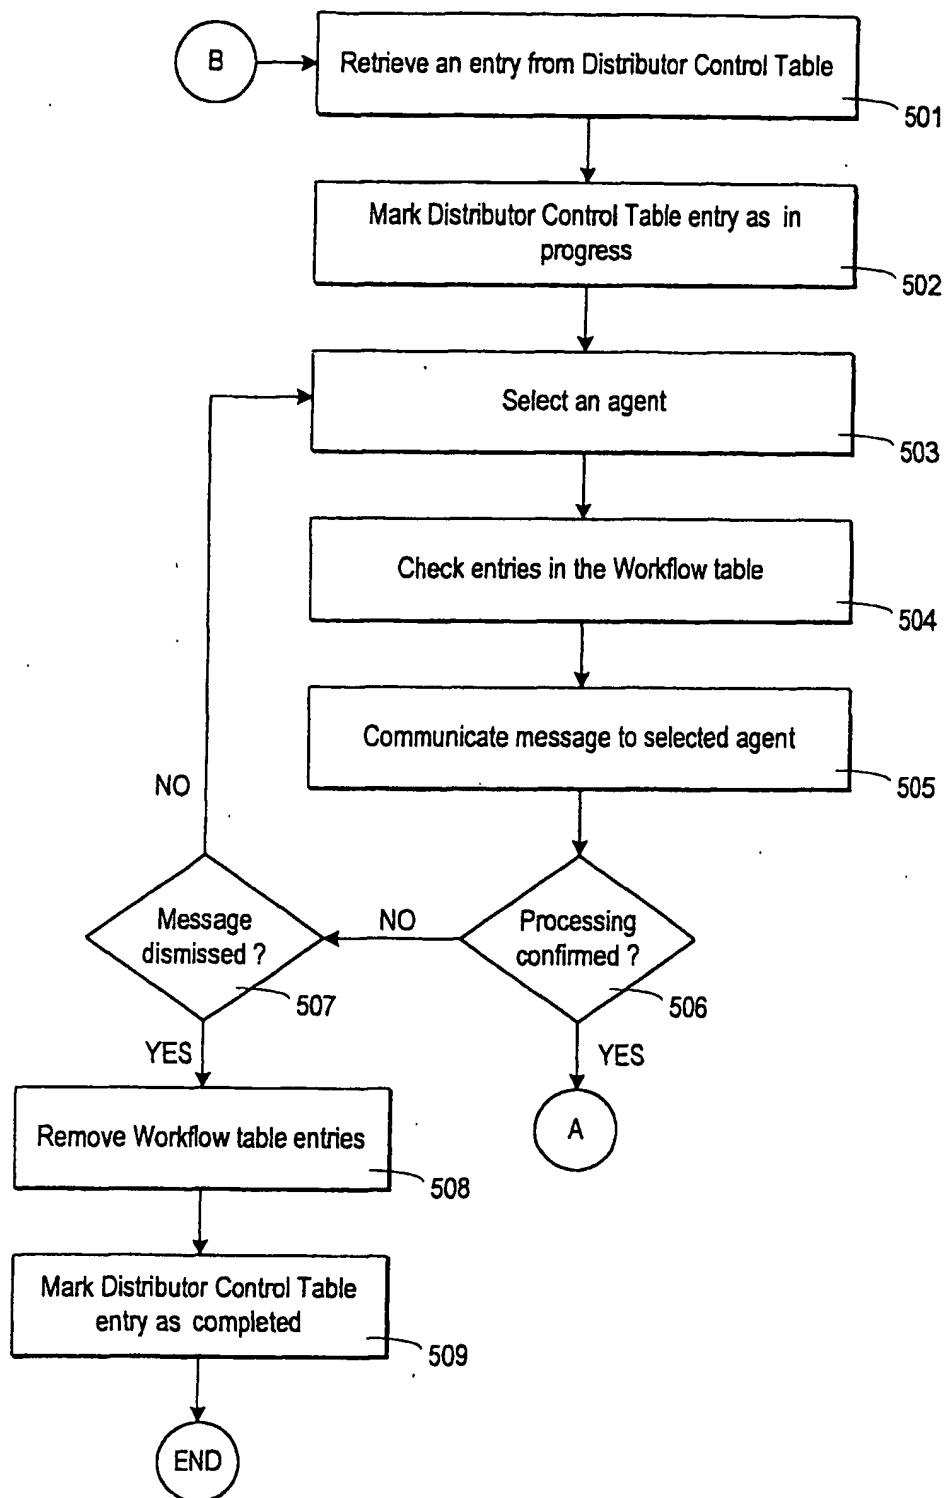 B
Retrieve an entry from Distributor Control Table
501
Mark Distributor Control Table entry as in
progress
502
Select an agent
503
Check entries in the Workflow table
504
Communicate message to selected agent
505
NO
Message
dismissed ?
507
NO
Processing
confirmed ?
506
YES
YES
A
Remove Workflow table entries
508
Mark Distributor Control Table
entry as completed
509
END